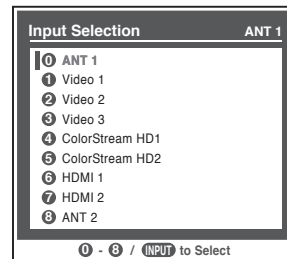 Input Selection ANT 1
0 ANT 1
1 Video 1
2 Video 2
3 Video 3
4 ColorStream HD1
5 ColorStream HD2
6 HDMI 1
7 HDMI 2
8 ANT 2
0 - 8 / INPUT to Select